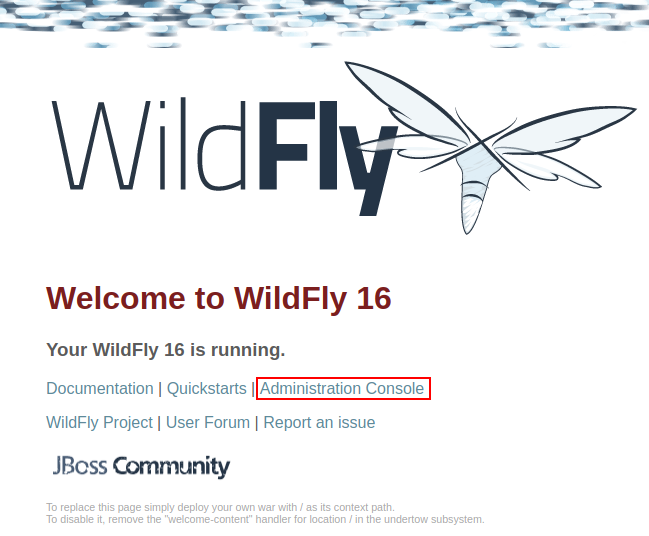 WildFly
Welcome to WildFly 16
Your WildFly 16 is running.
Documentation | Quickstarts | Administration Console
WildFly Project | User Forum | Report an issue
JBoss Community
To replace this page simply deploy your own war with / as its context path.
To disable it, remove the "welcome-content" handler for location / in the undertow subsystem.